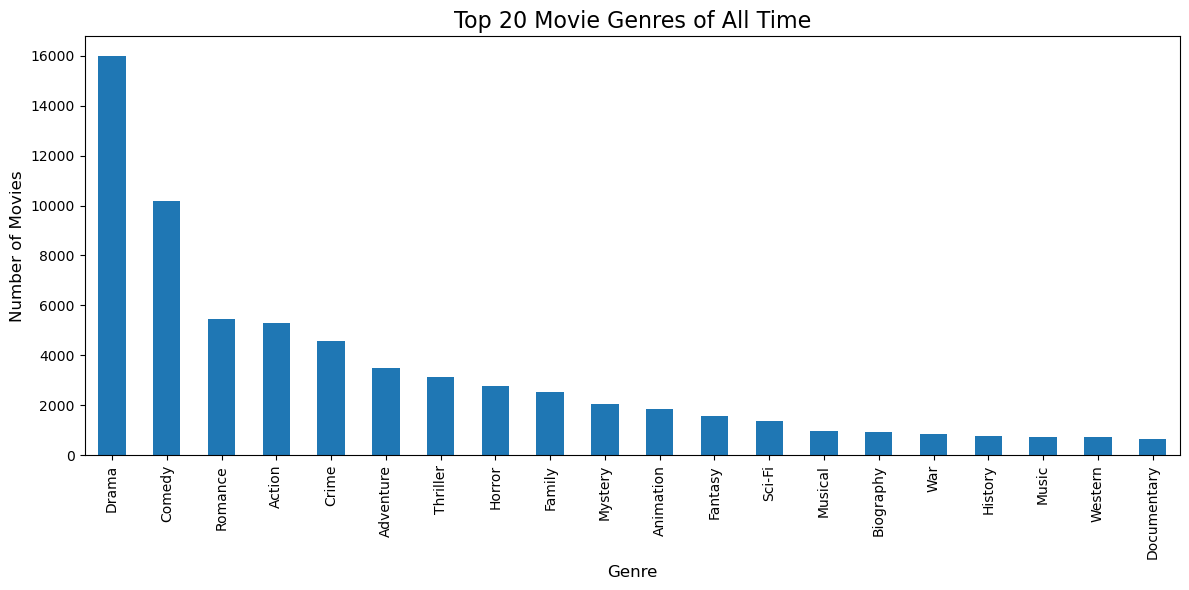 Top 20 Movie Genres of All Time
Number of Movies
16000
14000
12000
10000
8000
6000
4000
2000
0
Drama
Comedy
Romance
Action
Crime
Adventure
Thriller
Horror
Family
Mystery
Animation
Fantasy
Sci-Fi
Musical
Biography
War
History
Music
Western
Documentary
Genre